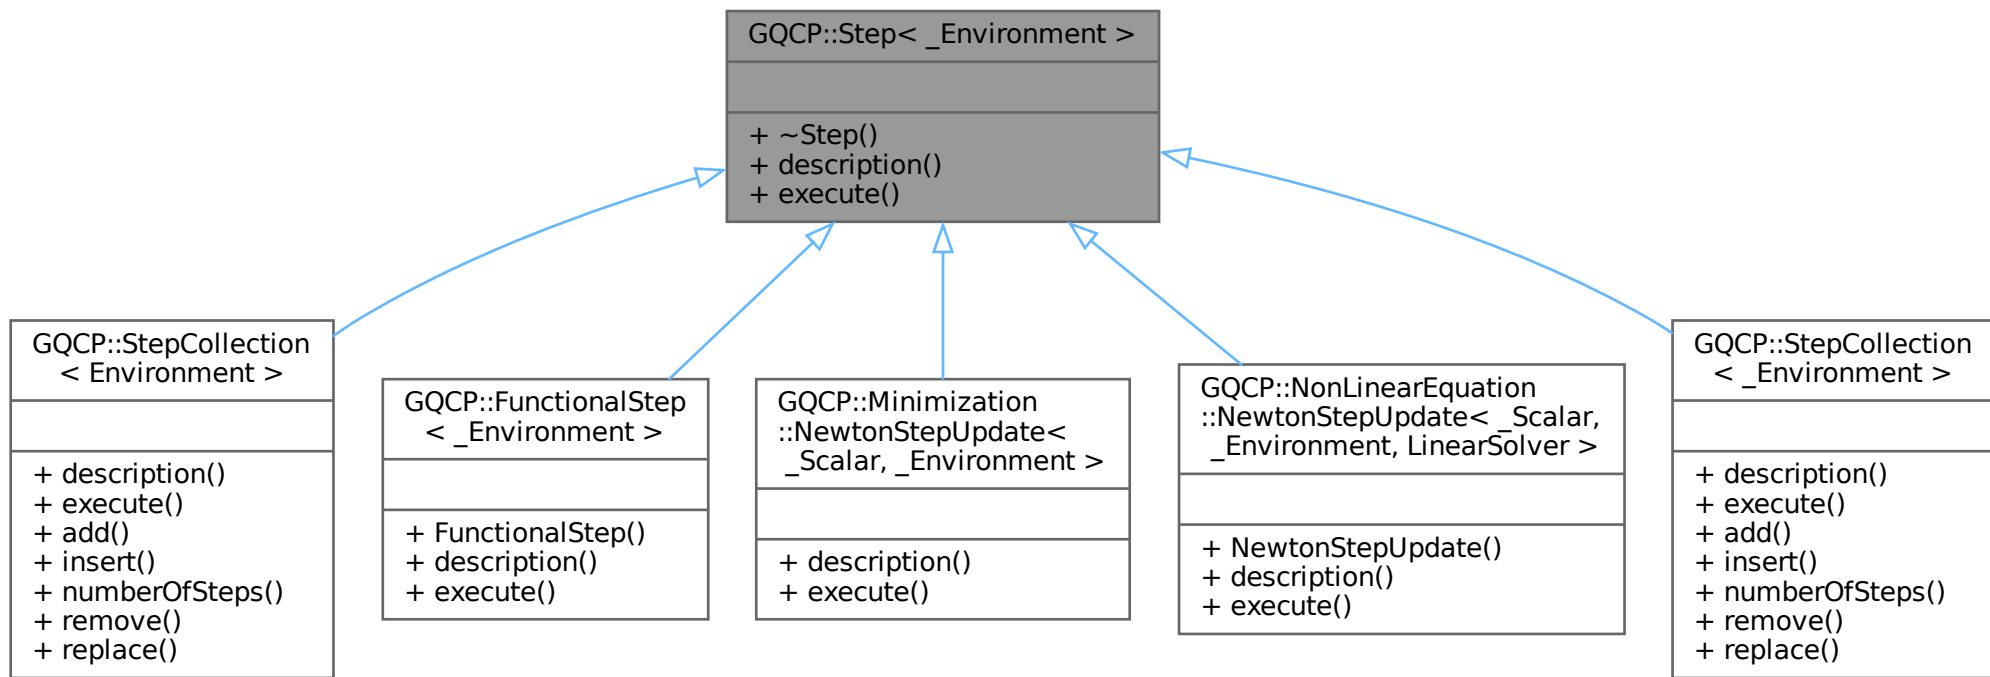 GQCP::Step< _Environment >
+ ~Step()
+ description()
+ execute()
GQCP::StepCollection
< Environment >
+ description()
+ execute()
+ add()
+ insert()
+ numberOfSteps()
+ remove()
+ replace()
GQCP::FunctionalStep
< _Environment >
+ FunctionalStep()
+ description()
+ execute()
GQCP::Minimization
::NewtonStepUpdate<
_Scalar, _Environment >
+ description()
+ execute()
GQCP::NonLinearEquation
::NewtonStepUpdate< _Scalar,
_Environment, LinearSolver >
+ NewtonStepUpdate()
+ description()
+ execute()
GQCP::StepCollection
< _Environment >
+ description()
+ execute()
+ add()
+ insert()
+ numberOfSteps()
+ remove()
+ replace()